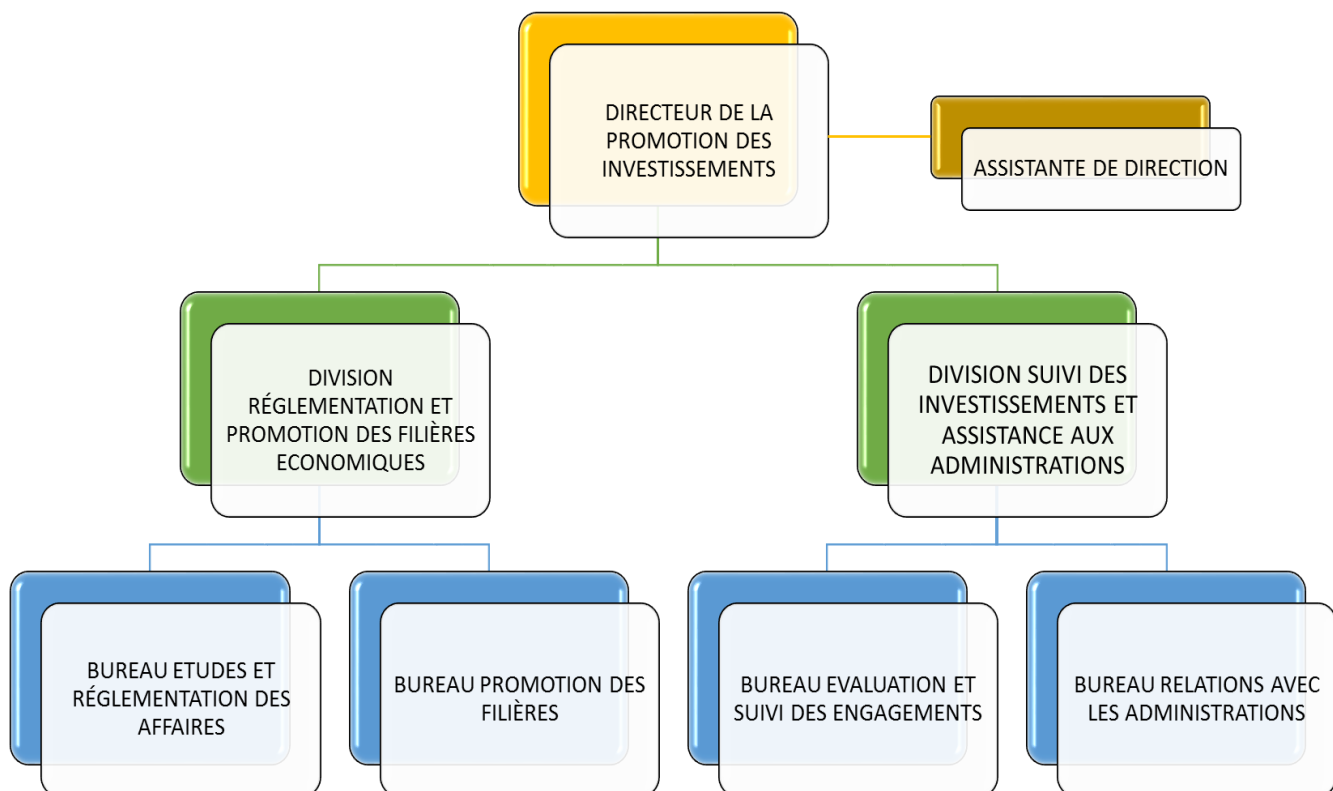 DIRECTEUR DE LA
PROMOTION DES
INVESTISSEMENTS
ASSISTANTE DE DIRECTION
DIVISION
RÉGLEMENTATION ET
PROMOTION DES FILIÈRES
ECONOMIQUES
DIVISION SUIVI DES
INVESTISSEMENTS ET
ASSISTANCE AUX
ADMINISTRATIONS
BUREAU ETUDES ET
RÉGLEMENTATION DES
AFFAIRES
BUREAU PROMOTION DES
FILIÈRES
BUREAU EVALUATION ET
SUIVI DES ENGAGEMENTS
BUREAU RELATIONS AVEC
LES ADMINISTRATIONS